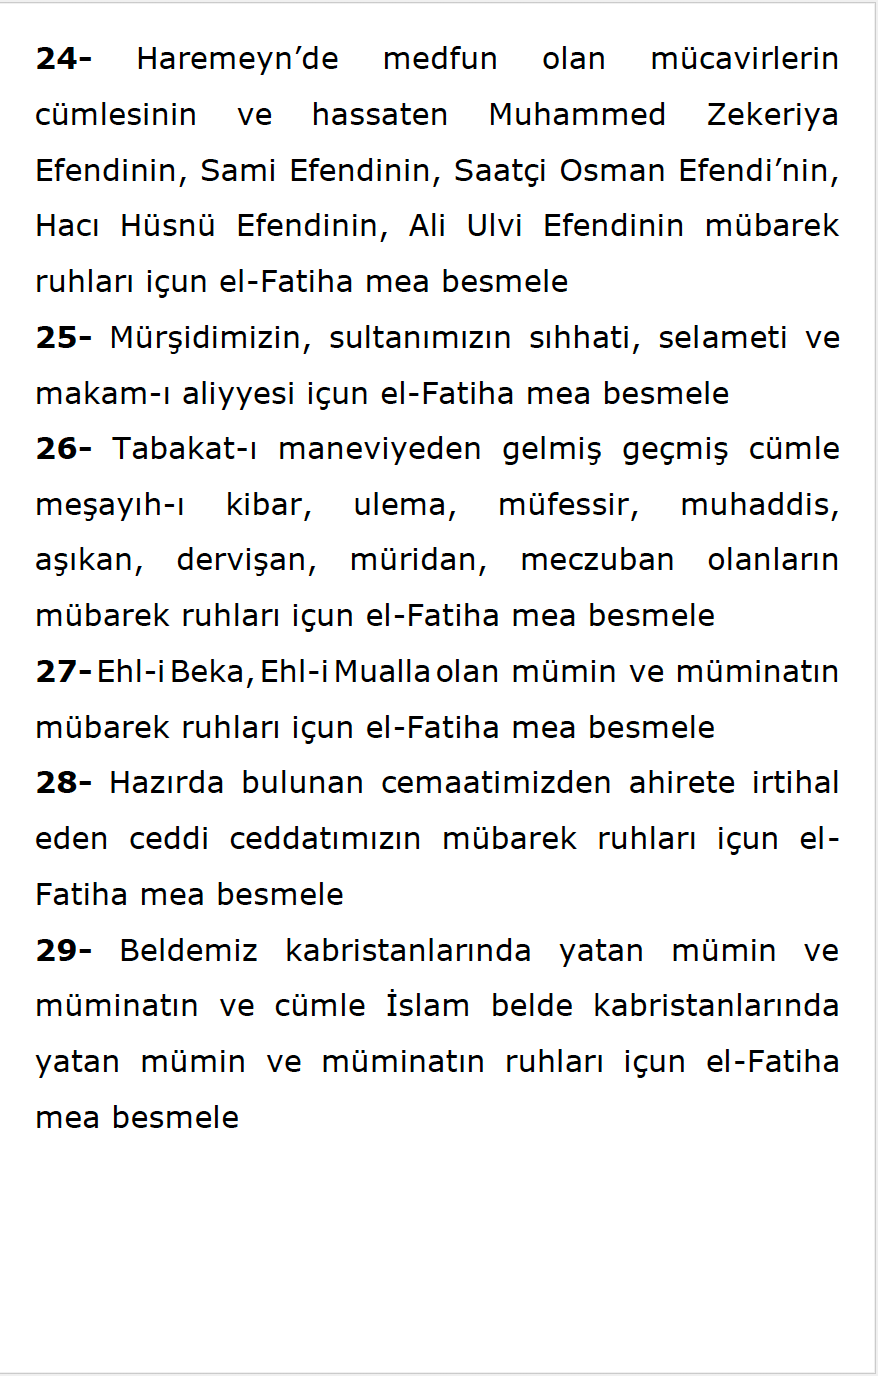 24- Haremeyn’de medfun olan mücavirlerin
cümlesinin ve hassaten Muhammed Zekeriya
Efendinin, Sami Efendinin, Saatçi Osman Efendi’nin,
Hacı Hüsnü Efendinin, Ali Ulvi Efendinin mübarek
ruhları içun el-Fatiha mea besmele
25- Mürşidimizin, sultanımızın sıhhati, selameti ve
makam-ı aliyyesi içun el-Fatiha mea besmele
26- Tabakat-ı maneviyeden gelmiş geçmiş cümle
meşayıh-ı kibar, ulema, müfessir, muhaddis,
aşıkan, dervişan, müridan, meczuban olanların
mübarek ruhları içun el-Fatiha mea besmele
27- Ehl-i Beka, Ehl-i Mualla olan mümin ve müminatın
mübarek ruhları içun el-Fatiha mea besmele
28- Hazırda bulunan cemaatimizden ahirete irtihal
eden ceddi ceddatımızın mübarek ruhları içun el-
Fatiha mea besmele
29- Beldemiz kabristanlarında yatan mümin ve
müminatın ve cümle İslam belde kabristanlarında
yatan mümin ve müminatın ruhları içun el-Fatiha
mea besmele